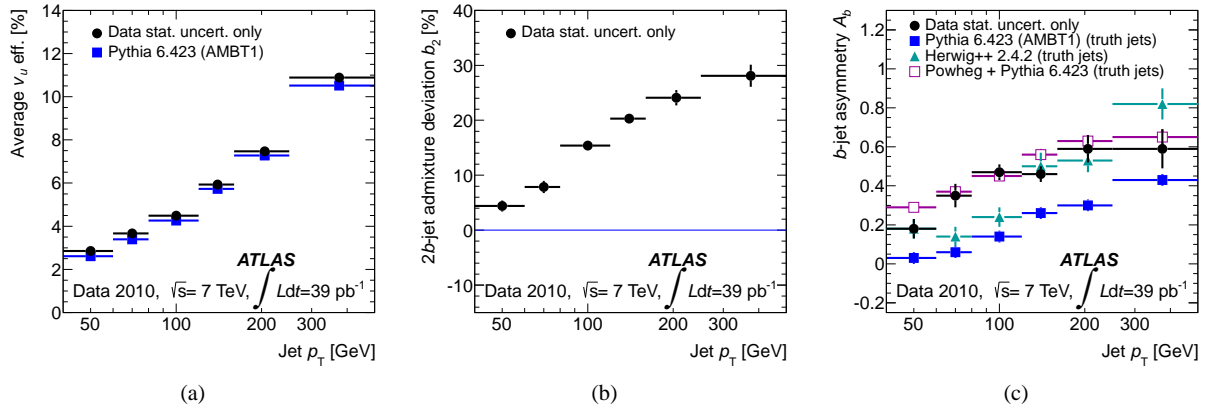 Average v_u eff. [%]
16
14
12
10
8
6
4
2
0
Data stat. uncert. only
Pythia 6.423 (AMBT1)
ATLAS
Data 2010, √s= 7 TeV, ∫ Ldt=39 pb⁻¹
50 100 200 300
Jet p_T [GeV]
(a)
2b-jet admixture deviation b₂ [%]
40
30
20
10
0
-10
Data stat. uncert. only
ATLAS
Data 2010, √s= 7 TeV, ∫ Ldt=39 pb⁻¹
50 100 200 300
Jet p_T [GeV]
(b)
b-jet asymmetry A_b
1.2
1
0.8
0.6
0.4
0.2
0
-0.2
Data stat. uncert. only
Pythia 6.423 (AMBT1) (truth jets)
Herwig++ 2.4.2 (truth jets)
Powheg + Pythia 6.423 (truth jets)
ATLAS
Data 2010, √s= 7 TeV, ∫ Ldt=39 pb⁻¹
50 100 200 300
Jet p_T [GeV]
(c)